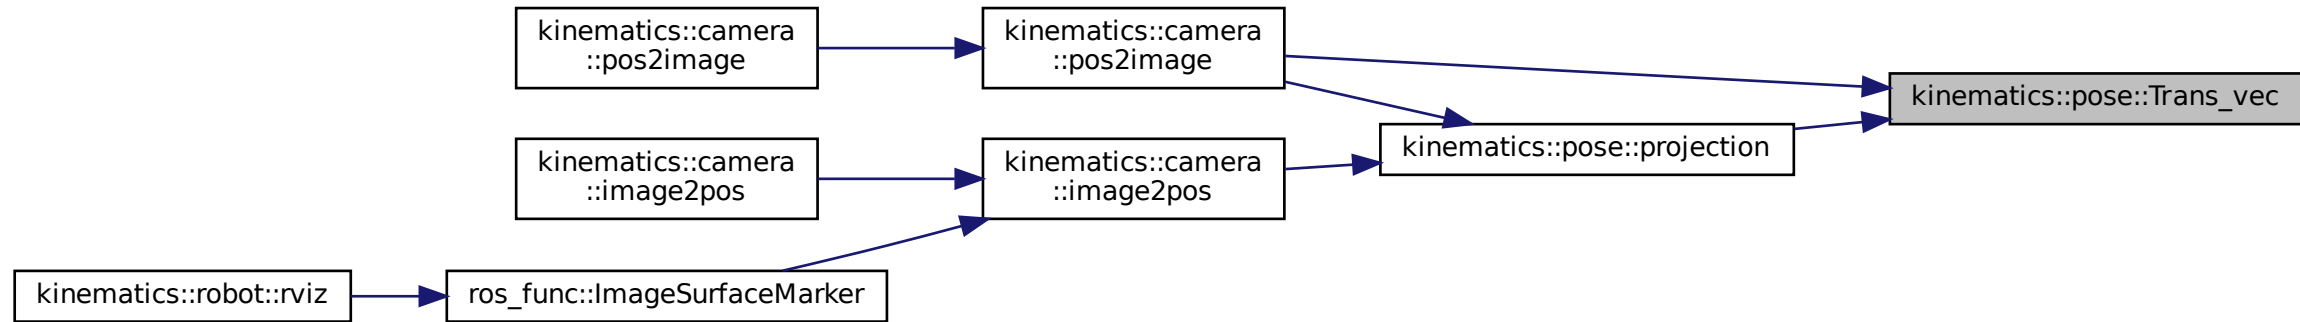 kinematics::camera
::pos2image
kinematics::camera
::pos2image
kinematics::pose::Trans_vec
kinematics::pose::projection
kinematics::camera
::image2pos
kinematics::camera
::image2pos
kinematics::robot::rviz
ros_func::ImageSurfaceMarker